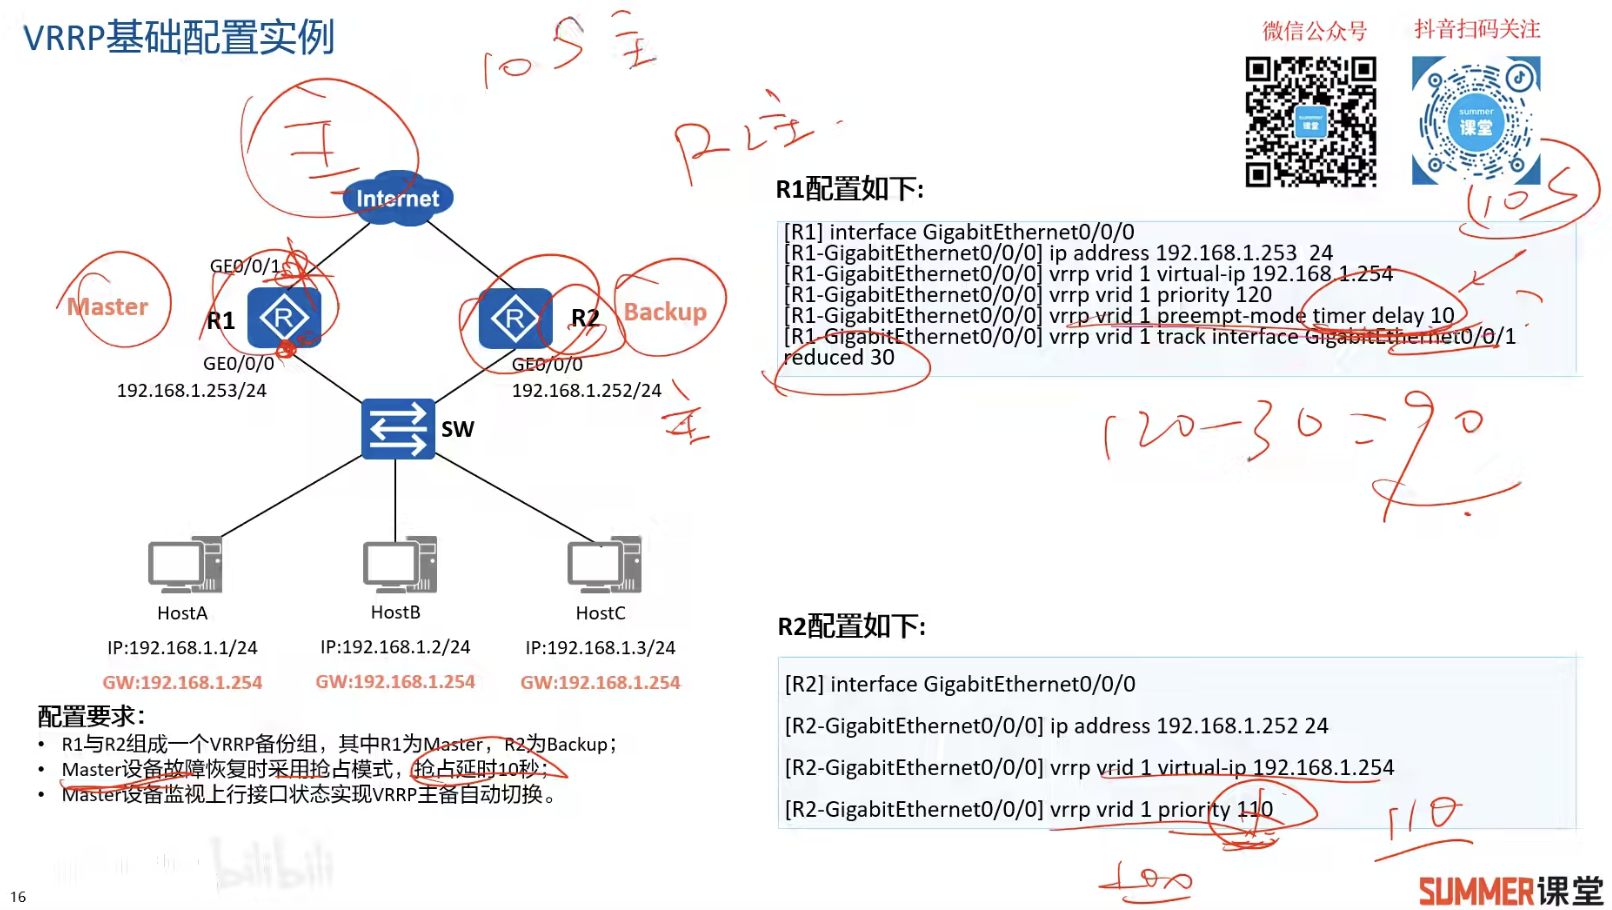 VRRP基础配置实例
10S 主
微信公众号
抖音扫码关注
summer
课堂
summer
课堂
主
R1主
10S
Internet
R1配置如下:
[R1] interface GigabitEthernet0/0/0
[R1-GigabitEthernet0/0/0] ip address 192.168.1.253 24
[R1-GigabitEthernet0/0/0] vrrp vrid 1 virtual-ip 192.168.1.254
[R1-GigabitEthernet0/0/0] vrrp vrid 1 priority 120
[R1-GigabitEthernet0/0/0] vrrp vrid 1 preempt-mode timer delay 10
[R1-GigabitEthernet0/0/0] vrrp vrid 1 track interface GigabitEthernet0/0/1
reduced 30
GE0/0/1
Master
R1
R
R
R2
Backup
GE0/0/0
GE0/0/0
192.168.1.253/24
192.168.1.252/24
主
SW
120-30=90
HostA
HostB
HostC
IP:192.168.1.1/24
IP:192.168.1.2/24
IP:192.168.1.3/24
GW:192.168.1.254
GW:192.168.1.254
GW:192.168.1.254
R2配置如下:
[R2] interface GigabitEthernet0/0/0
[R2-GigabitEthernet0/0/0] ip address 192.168.1.252 24
[R2-GigabitEthernet0/0/0] vrrp vrid 1 virtual-ip 192.168.1.254
[R2-GigabitEthernet0/0/0] vrrp vrid 1 priority 110
110
100
配置要求：
• R1与R2组成一个VRRP备份组，其中R1为Master，R2为Backup；
• Master设备故障恢复时采用抢占模式，抢占延时10秒；
• Master设备监视上行接口状态实现VRRP主备自动切换。
bilibili
16
SUMMER课堂